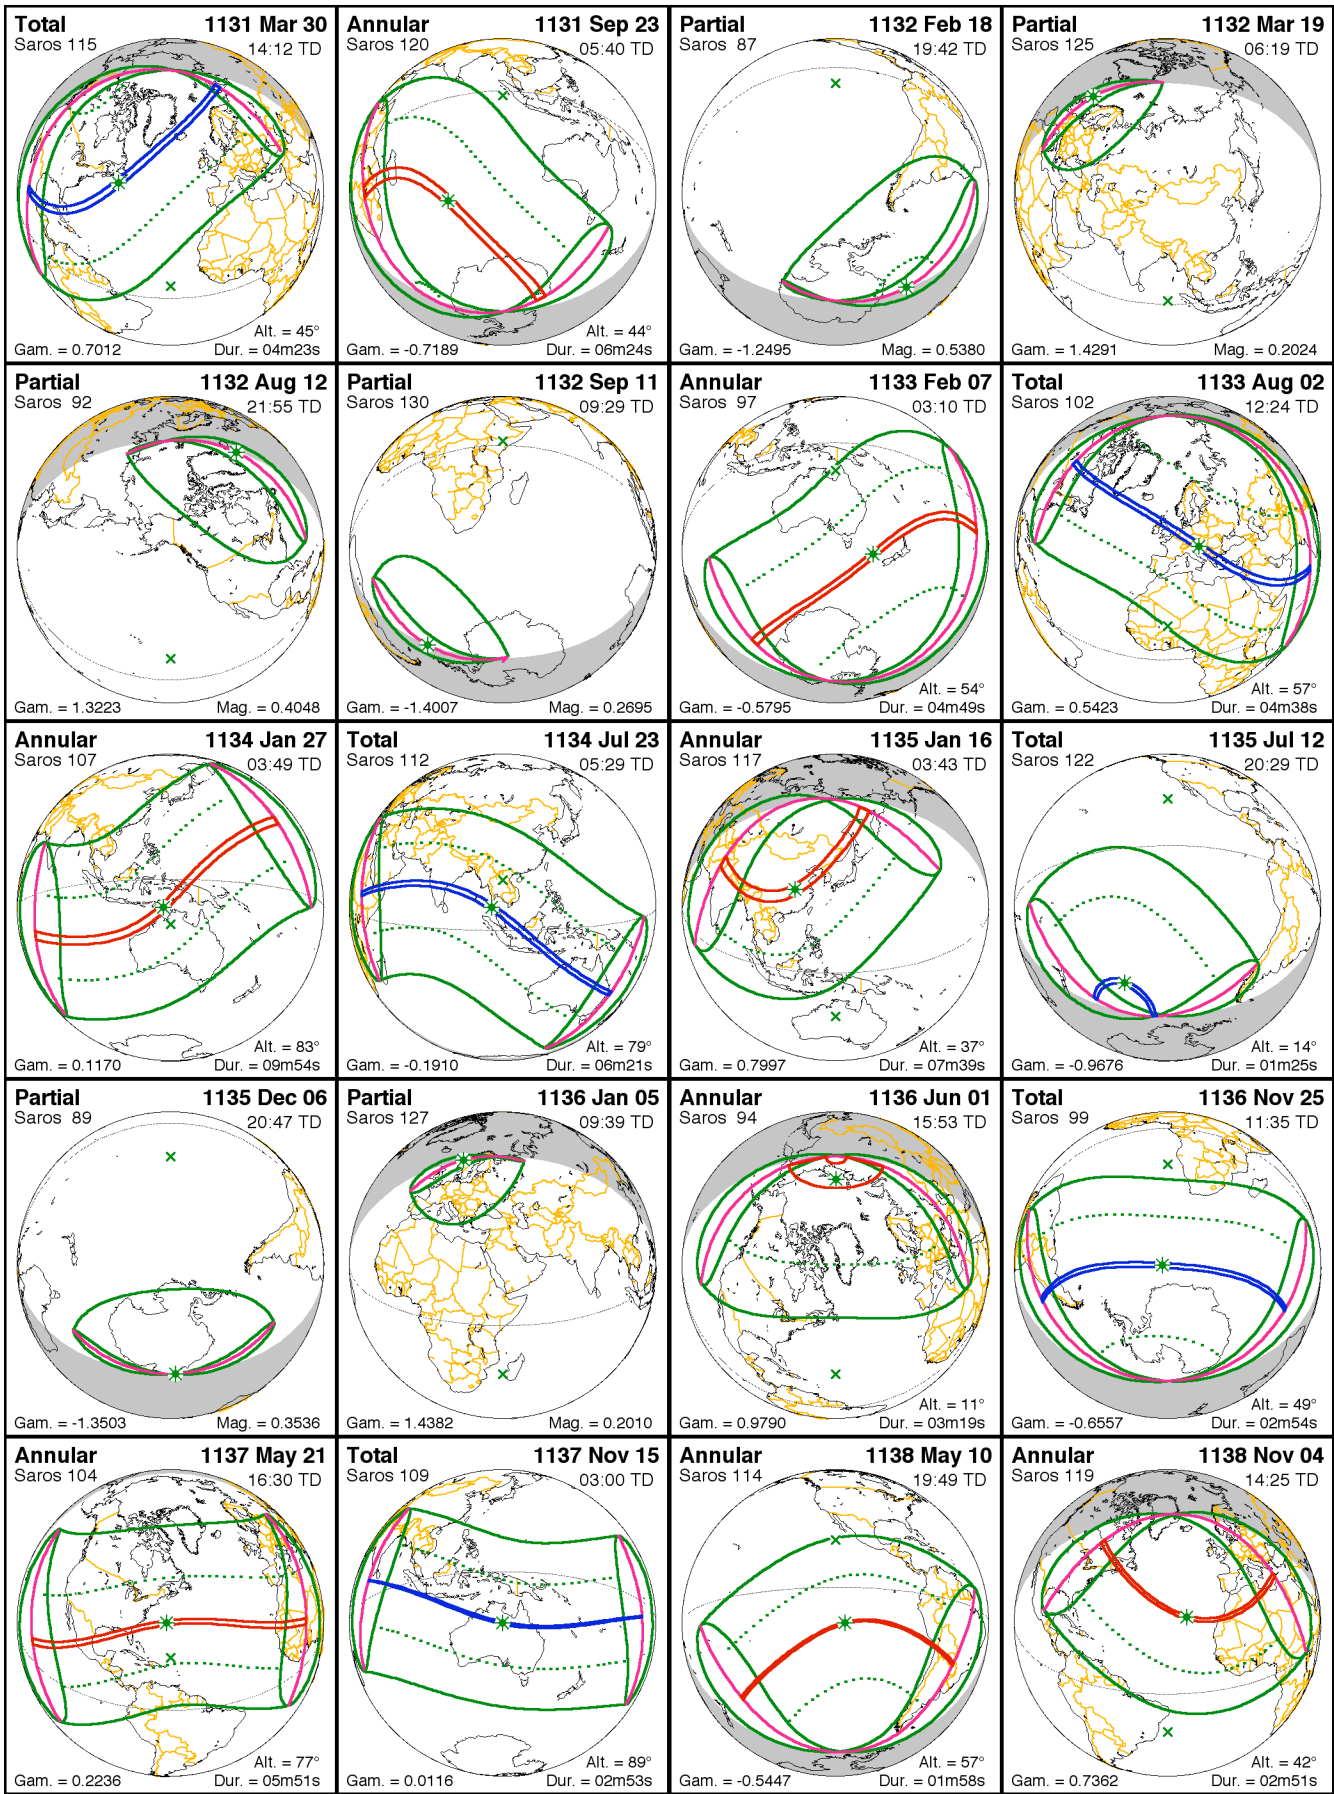 Total 1131 Mar 30
Saros 115 14:12 TD
Alt. = 45°
Gam. = 0.7012 Dur. = 04m23s
Annular 1131 Sep 23
Saros 120 05:40 TD
Alt. = 44°
Gam. = -0.7189 Dur. = 06m24s
Partial 1132 Feb 18
Saros 87 19:42 TD
Gam. = -1.2495 Mag. = 0.5380
Partial 1132 Mar 19
Saros 125 06:19 TD
Gam. = 1.4291 Mag. = 0.2024
Partial 1132 Aug 12
Saros 92 21:55 TD
Gam. = 1.3223 Mag. = 0.4048
Partial 1132 Sep 11
Saros 130 09:29 TD
Gam. = -1.4007 Mag. = 0.2695
Annular 1133 Feb 07
Saros 97 03:10 TD
Alt. = 54°
Gam. = -0.5795 Dur. = 04m49s
Total 1133 Aug 02
Saros 102 12:24 TD
Alt. = 57°
Gam. = 0.5423 Dur. = 04m38s
Annular 1134 Jan 27
Saros 107 03:49 TD
Alt. = 83°
Gam. = 0.1170 Dur. = 09m54s
Total 1134 Jul 23
Saros 112 05:29 TD
Alt. = 79°
Gam. = -0.1910 Dur. = 06m21s
Annular 1135 Jan 16
Saros 117 03:43 TD
Alt. = 37°
Gam. = 0.7997 Dur. = 07m39s
Total 1135 Jul 12
Saros 122 20:29 TD
Alt. = 14°
Gam. = -0.9676 Dur. = 01m25s
Partial 1135 Dec 06
Saros 89 20:47 TD
Gam. = -1.3503 Mag. = 0.3536
Partial 1136 Jan 05
Saros 127 09:39 TD
Gam. = 1.4382 Mag. = 0.2010
Annular 1136 Jun 01
Saros 94 15:53 TD
Alt. = 11°
Gam. = 0.9790 Dur. = 03m19s
Total 1136 Nov 25
Saros 99 11:35 TD
Alt. = 49°
Gam. = -0.6557 Dur. = 02m54s
Annular 1137 May 21
Saros 104 16:30 TD
Alt. = 77°
Gam. = 0.2236 Dur. = 05m51s
Total 1137 Nov 15
Saros 109 03:00 TD
Alt. = 89°
Gam. = 0.0116 Dur. = 02m53s
Annular 1138 May 10
Saros 114 19:49 TD
Alt. = 57°
Gam. = -0.5447 Dur. = 01m58s
Annular 1138 Nov 04
Saros 119 14:25 TD
Alt. = 42°
Gam. = 0.7362 Dur. = 02m51s